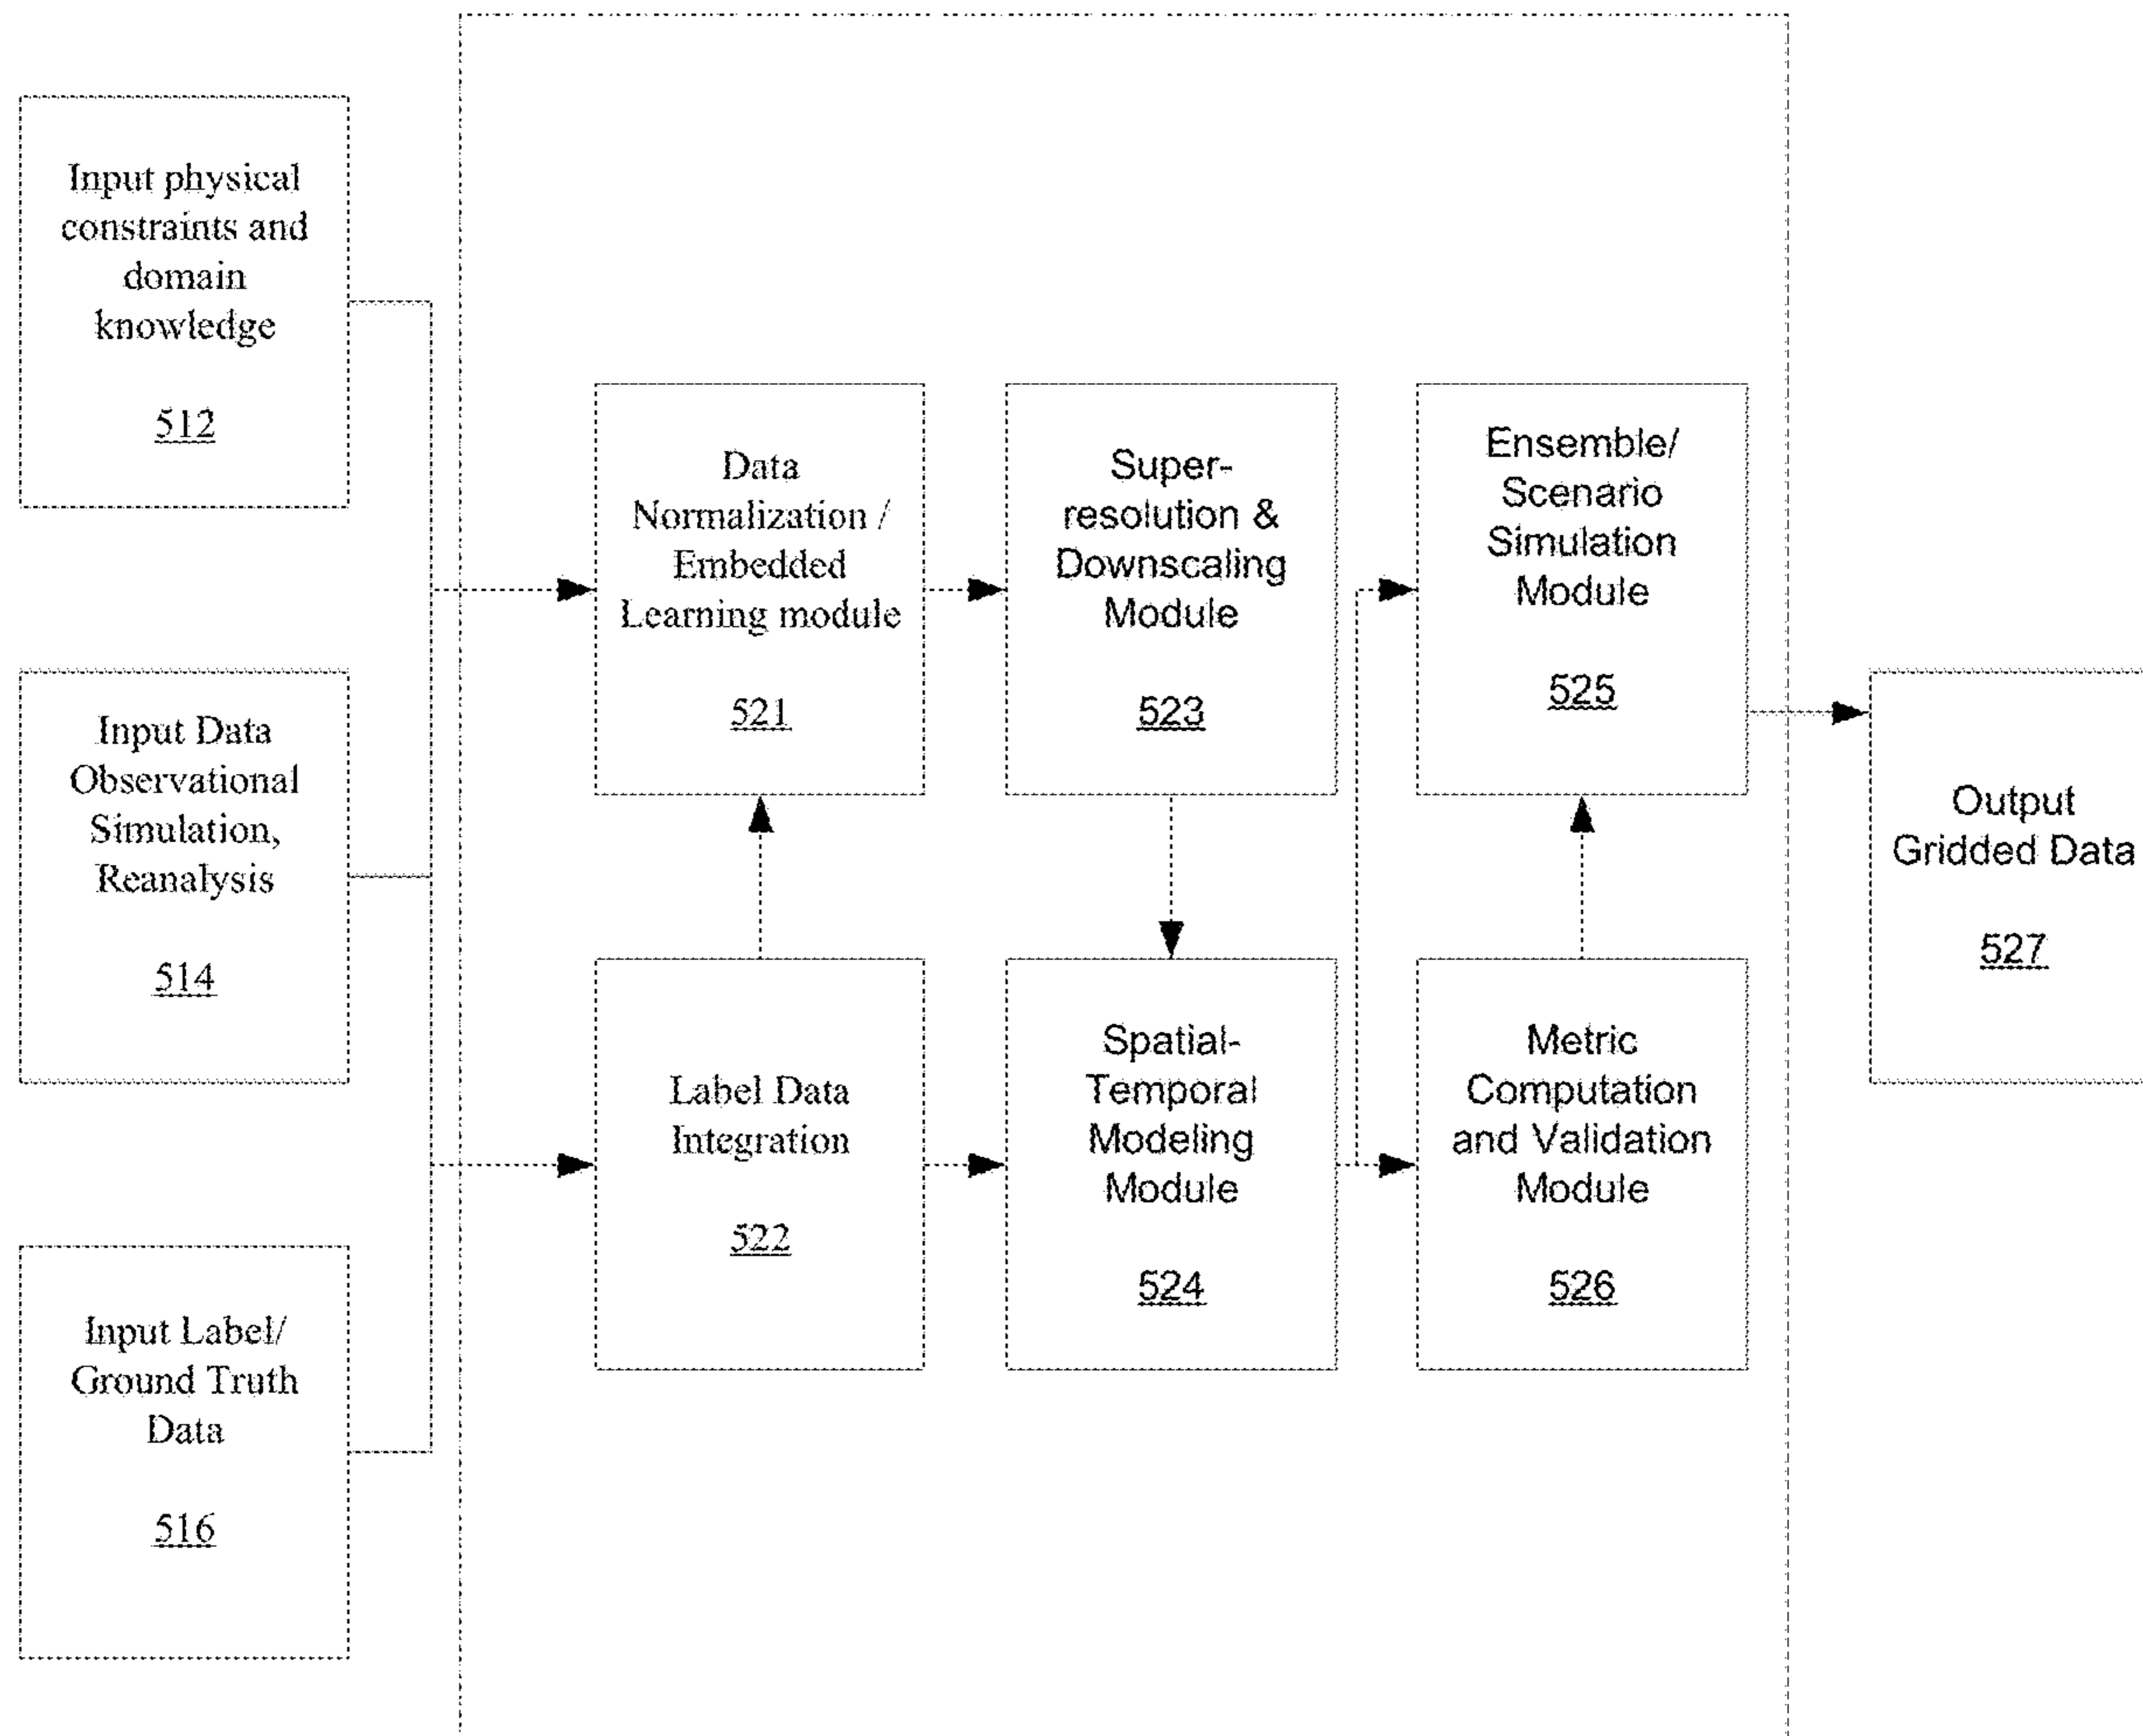 Input physical
constraints and
domain
knowledge
512
Input Data
Observational
Simulation,
Reanalysis
514
Input Label/
Ground Truth
Data
516
Data
Normalization /
Embedded
Learning module
521
Label Data
Integration
522
Super-
resolution &
Downscaling
Module
523
Spatial-
Temporal
Modeling
Module
524
Ensemble/
Scenario
Simulation
Module
525
Metric
Computation
and Validation
Module
526
Output
Gridded Data
527